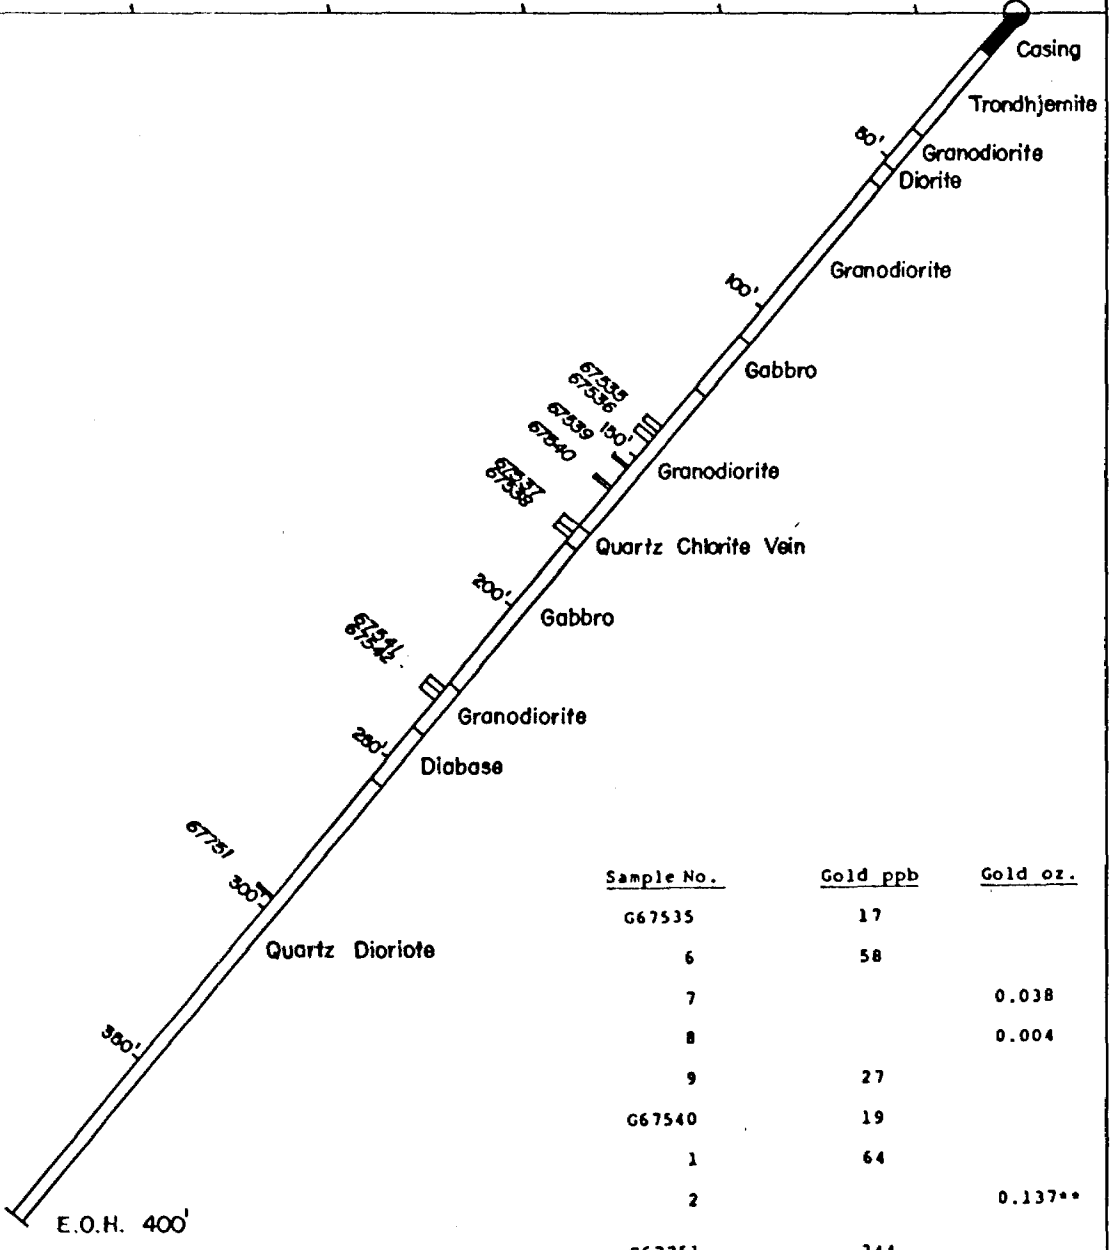 Casing
Trondhjemite
50'
Granodiorite
Diorite
Granodiorite
100'
Gabbro
67535
67536
67539
150'
67540
Granodiorite
67537
67538
Quartz Chlorite Vein
200'
Gabbro
67541
67542
Granodiorite
250'
Diabase
67751
300'
Quartz Dioriote
350'
E.O.H. 400'
Sample No. Gold ppb Gold oz.
G67535 17
6 58
7 0.038
8 0.004
9 27
G67540 19
1 64
2 0.137**